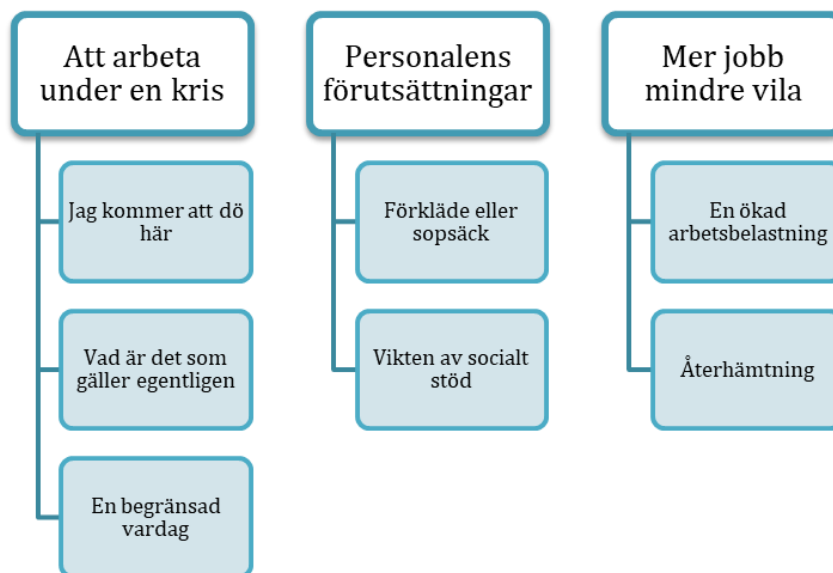 Att arbeta
under en kris
Jag kommer att dö
här
Vad är det som
gäller egentligen
En begränsad
vardag
Personalens
förutsättningar
Förkläde eller
sopsäck
Vikten av socialt
stöd
Mer jobb
mindre vila
En ökad
arbetsbelastning
Återhämtning